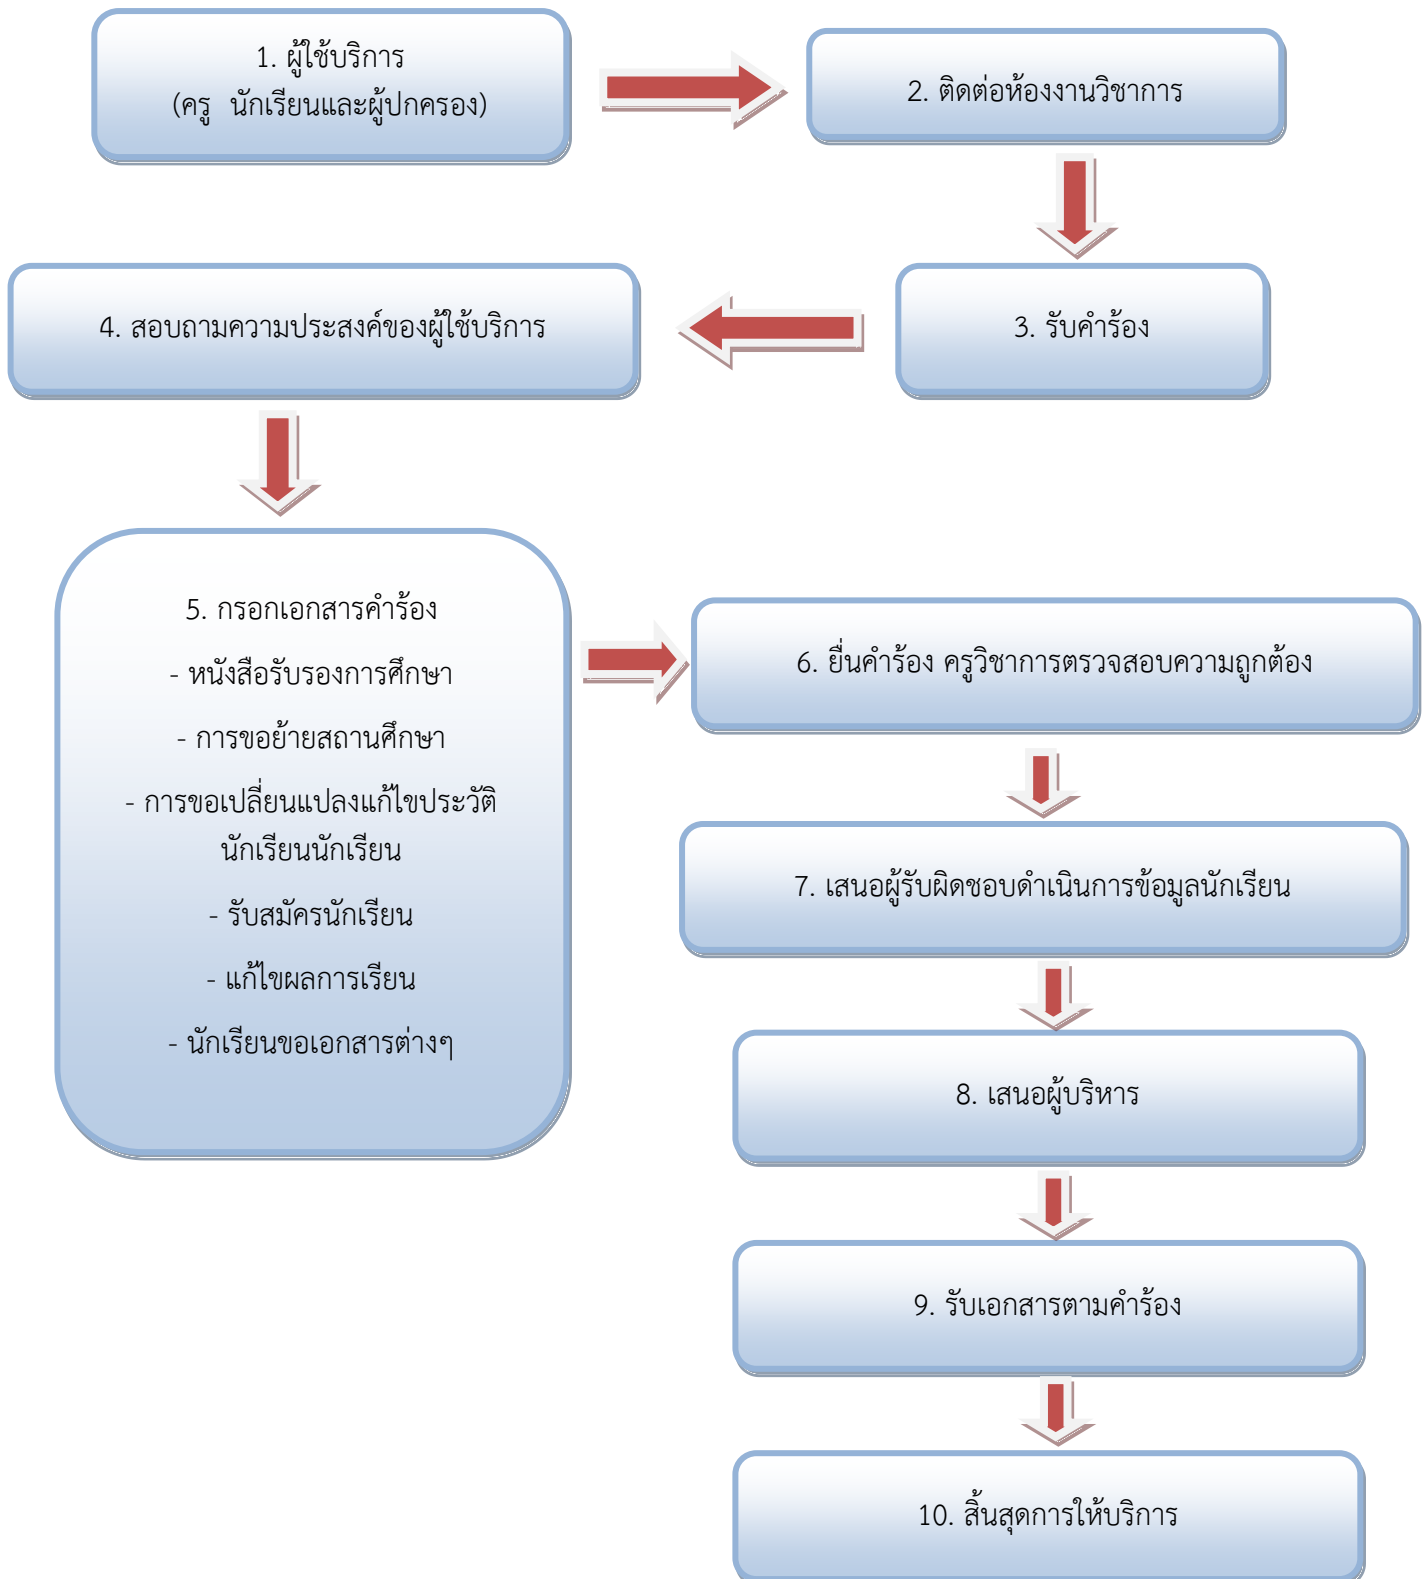 1. ผู้ใช้บริการ
(ครู นักเรียนและผู้ปกครอง)
2. ติดต่อห้องงานวิชาการ
3. รับคำร้อง
4. สอบถามความประสงค์ของผู้ใช้บริการ
5. กรอกเอกสารคำร้อง
- หนังสือรับรองการศึกษา
- การขอย้ายสถานศึกษา
- การขอเปลี่ยนแปลงแก้ไขประวัติ
นักเรียนนักเรียน
- รับสมัครนักเรียน
- แก้ไขผลการเรียน
- นักเรียนขอเอกสารต่างๆ
6. ยื่นคำร้อง ครูวิชาการตรวจสอบความถูกต้อง
7. เสนอผู้รับผิดชอบดำเนินการข้อมูลนักเรียน
8. เสนอผู้บริหาร
9. รับเอกสารตามคำร้อง
10. สิ้นสุดการให้บริการ